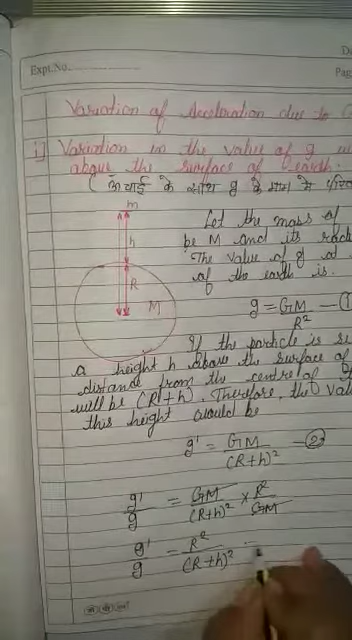 Expt.No.
Variation of Acceleration due to
i) Variation in the value of g
above the surface of Earth.
( ऊंचाई के साथ g के मान में
m
h
R
M
Let the mass of
be M and its
The value of g at
of the earth is
g = GM/R² — ①
If the particle is
a height h above the surface of
distance from the centre of
will be (R+h). Therefore, the
this height would be
g' = GM/(R+h)² — ②
g'/g = GM/(R+h)² × R²/GM
g'/g = R²/(R+h)²